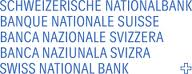 SCHWEIZERISCHE NATIONALBANK
BANQUE NATIONALE SUISSE
BANCA NAZIONALE SVIZZERA
BANCA NAZIUNALA SVIZRA
SWISS NATIONAL BANK